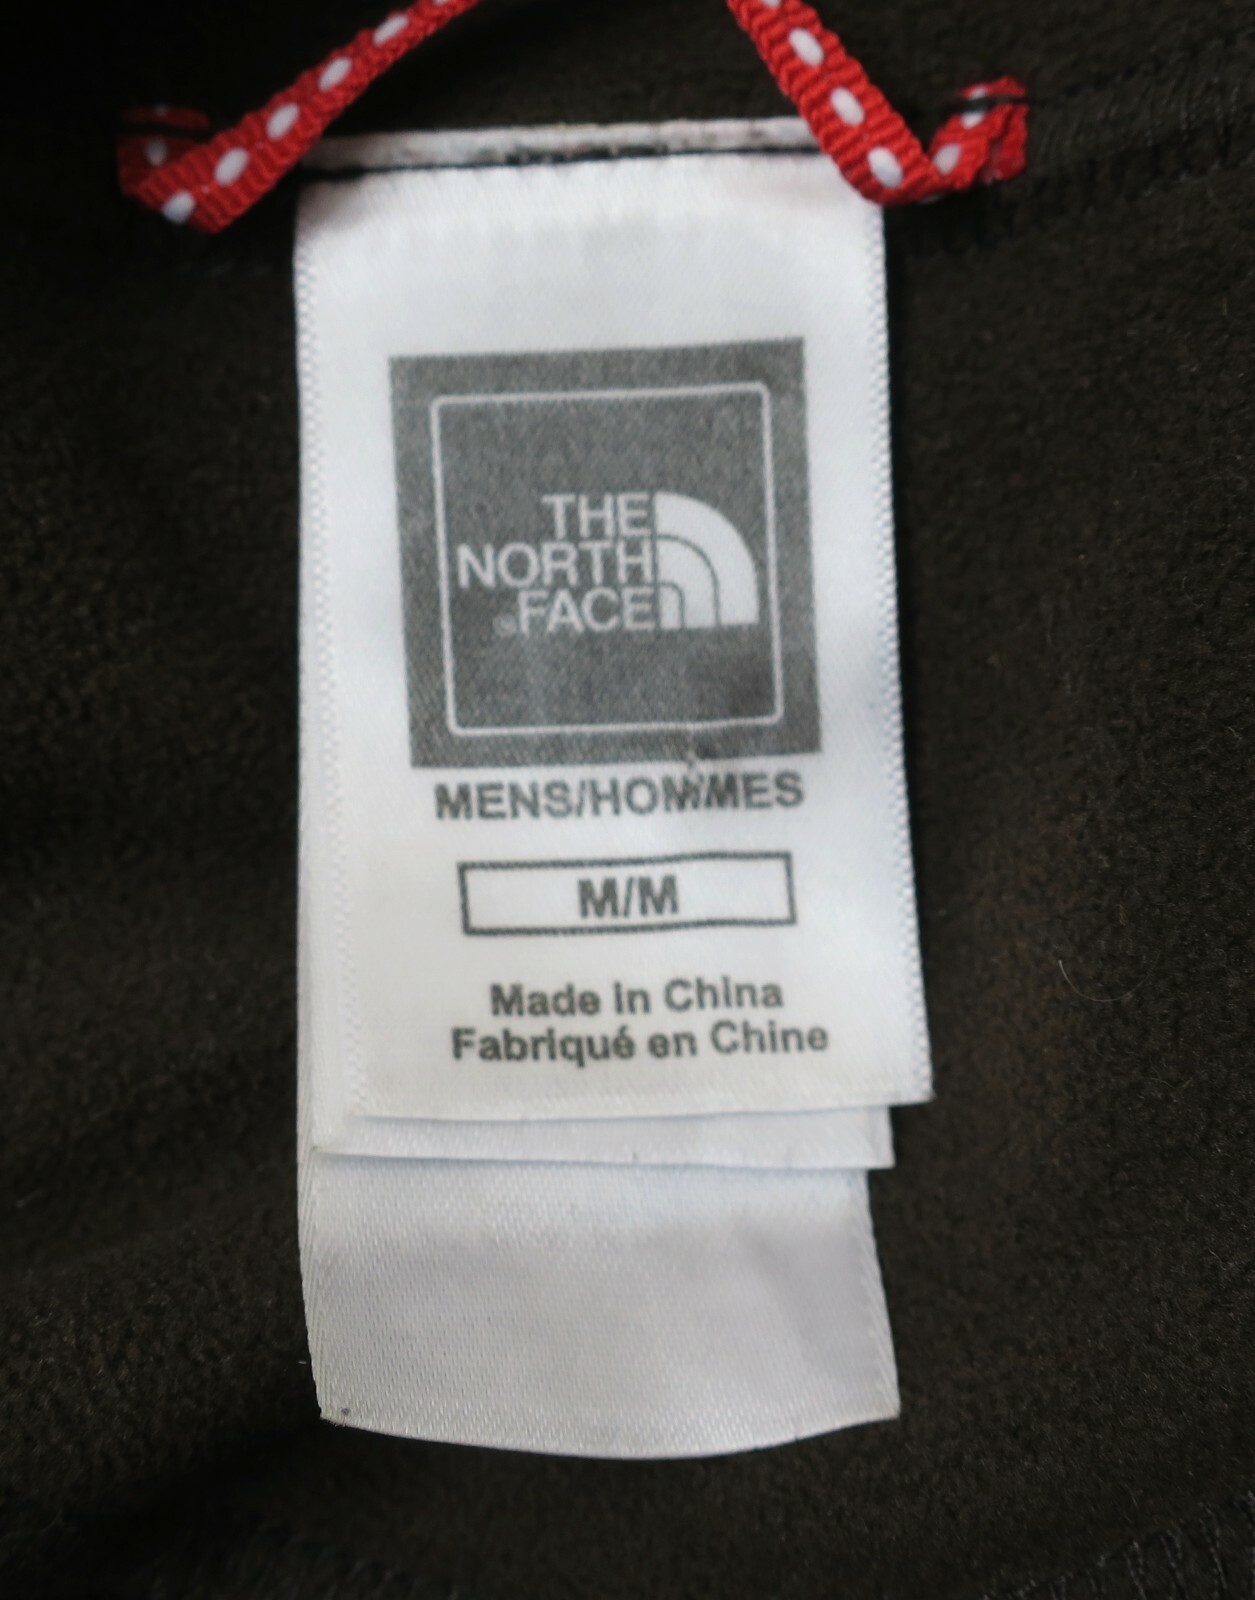 THE
NORTH
®FACE
MENS/HOMMES
M/M
Made in China
Fabriqué en Chine